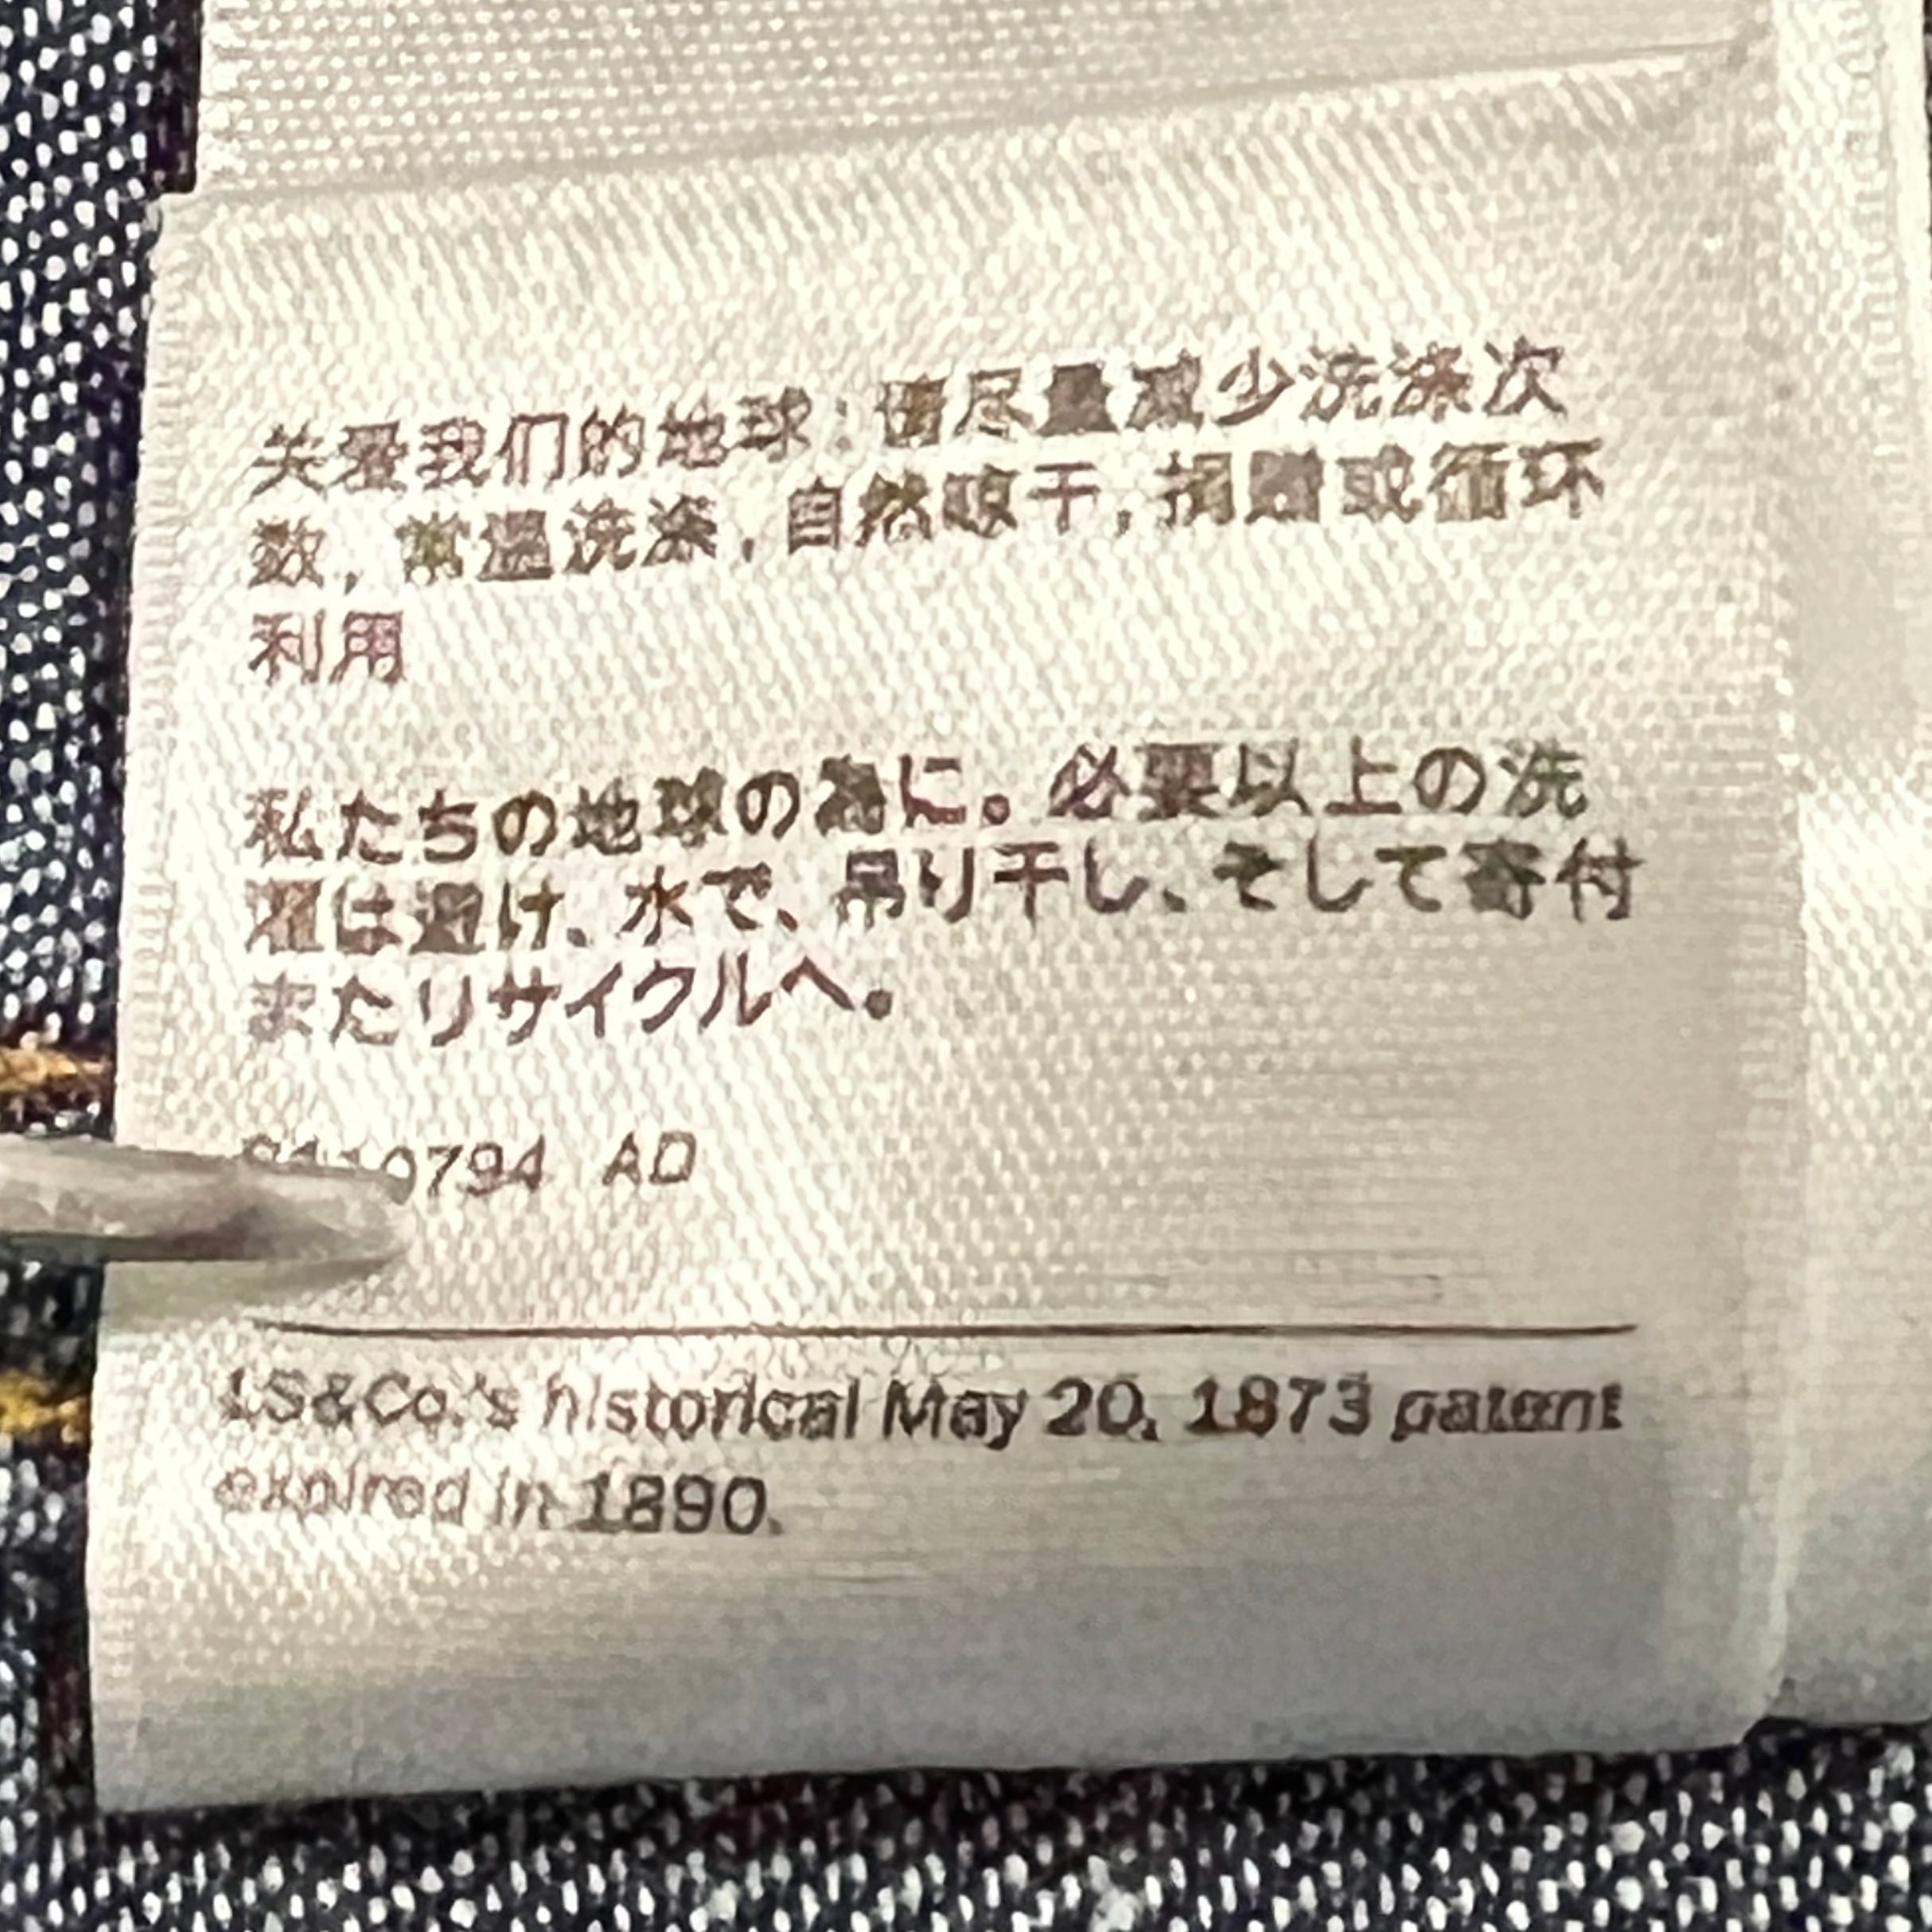 关爱我们的地球：请尽量减少洗涤次
数，常温洗涤，自然晾干，捐赠或循环
利用
私たちの地球の為に。必要以上の洗
濯は避け、水で、吊り干し、そして寄付
またリサイクルへ。
AD
LS&Co.'s historical May 20, 1873 patent
expired in 1890.